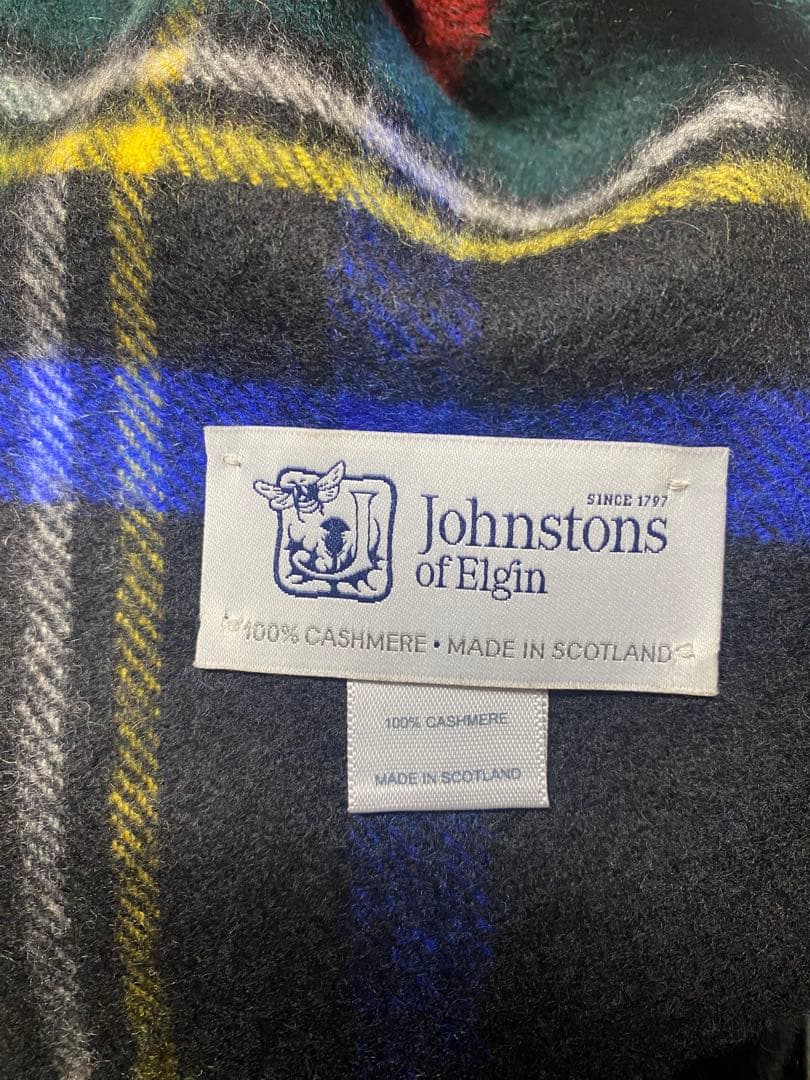 SINCE 1797
Johnstons
of Elgin
100% CASHMERE • MADE IN SCOTLAND
100% CASHMERE
MADE IN SCOTLAND